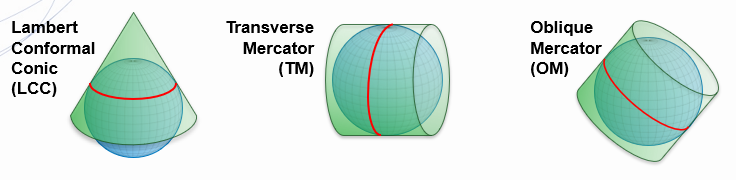 Lambert
Conformal
Conic
(LCC)
Transverse
Mercator
(TM)
Oblique
Mercator
(OM)